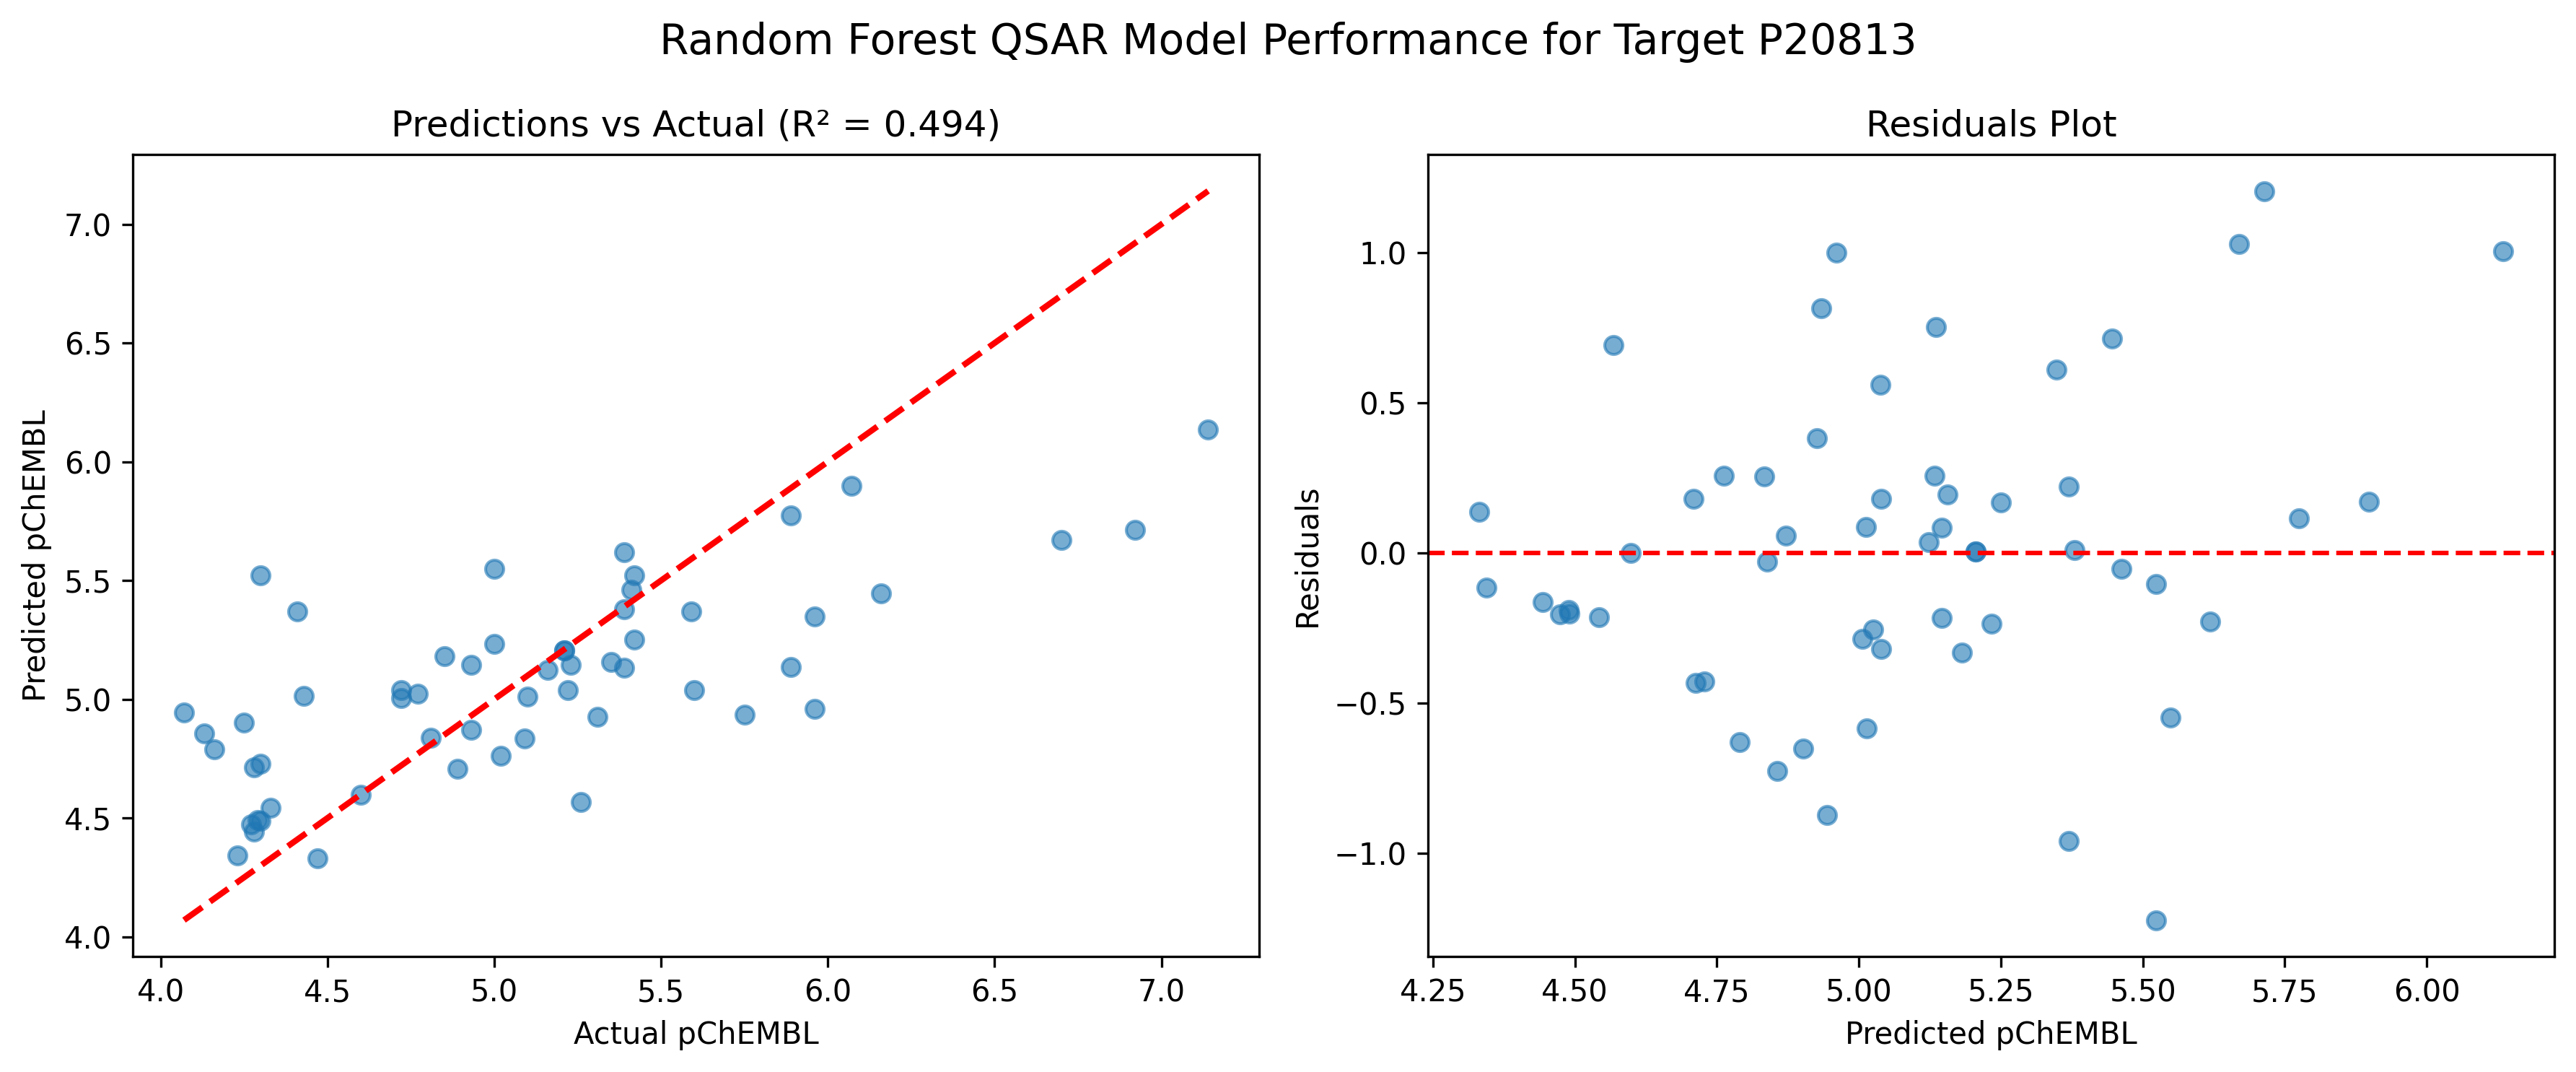 Random Forest QSAR Model Performance for Target P20813
Predictions vs Actual (R² = 0.494)
7.0
6.5
6.0
5.5
5.0
4.5
4.0
Predicted pChEMBL
4.0 4.5 5.0 5.5 6.0 6.5 7.0
Actual pChEMBL
Residuals Plot
1.0
0.5
0.0
−0.5
−1.0
Residuals
4.25 4.50 4.75 5.00 5.25 5.50 5.75 6.00
Predicted pChEMBL